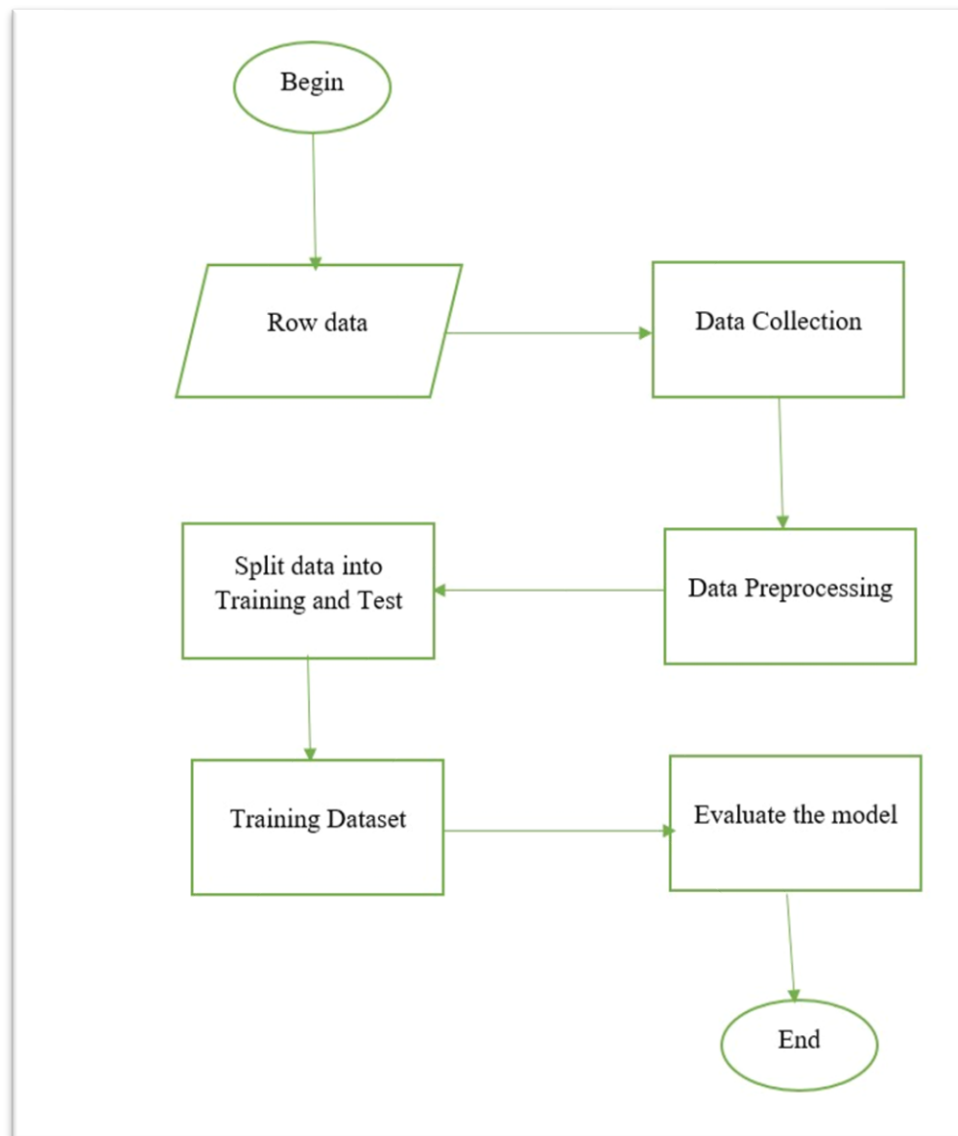 Begin
Row data
Data Collection
Data Preprocessing
Split data into
Training and Test
Training Dataset
Evaluate the model
End